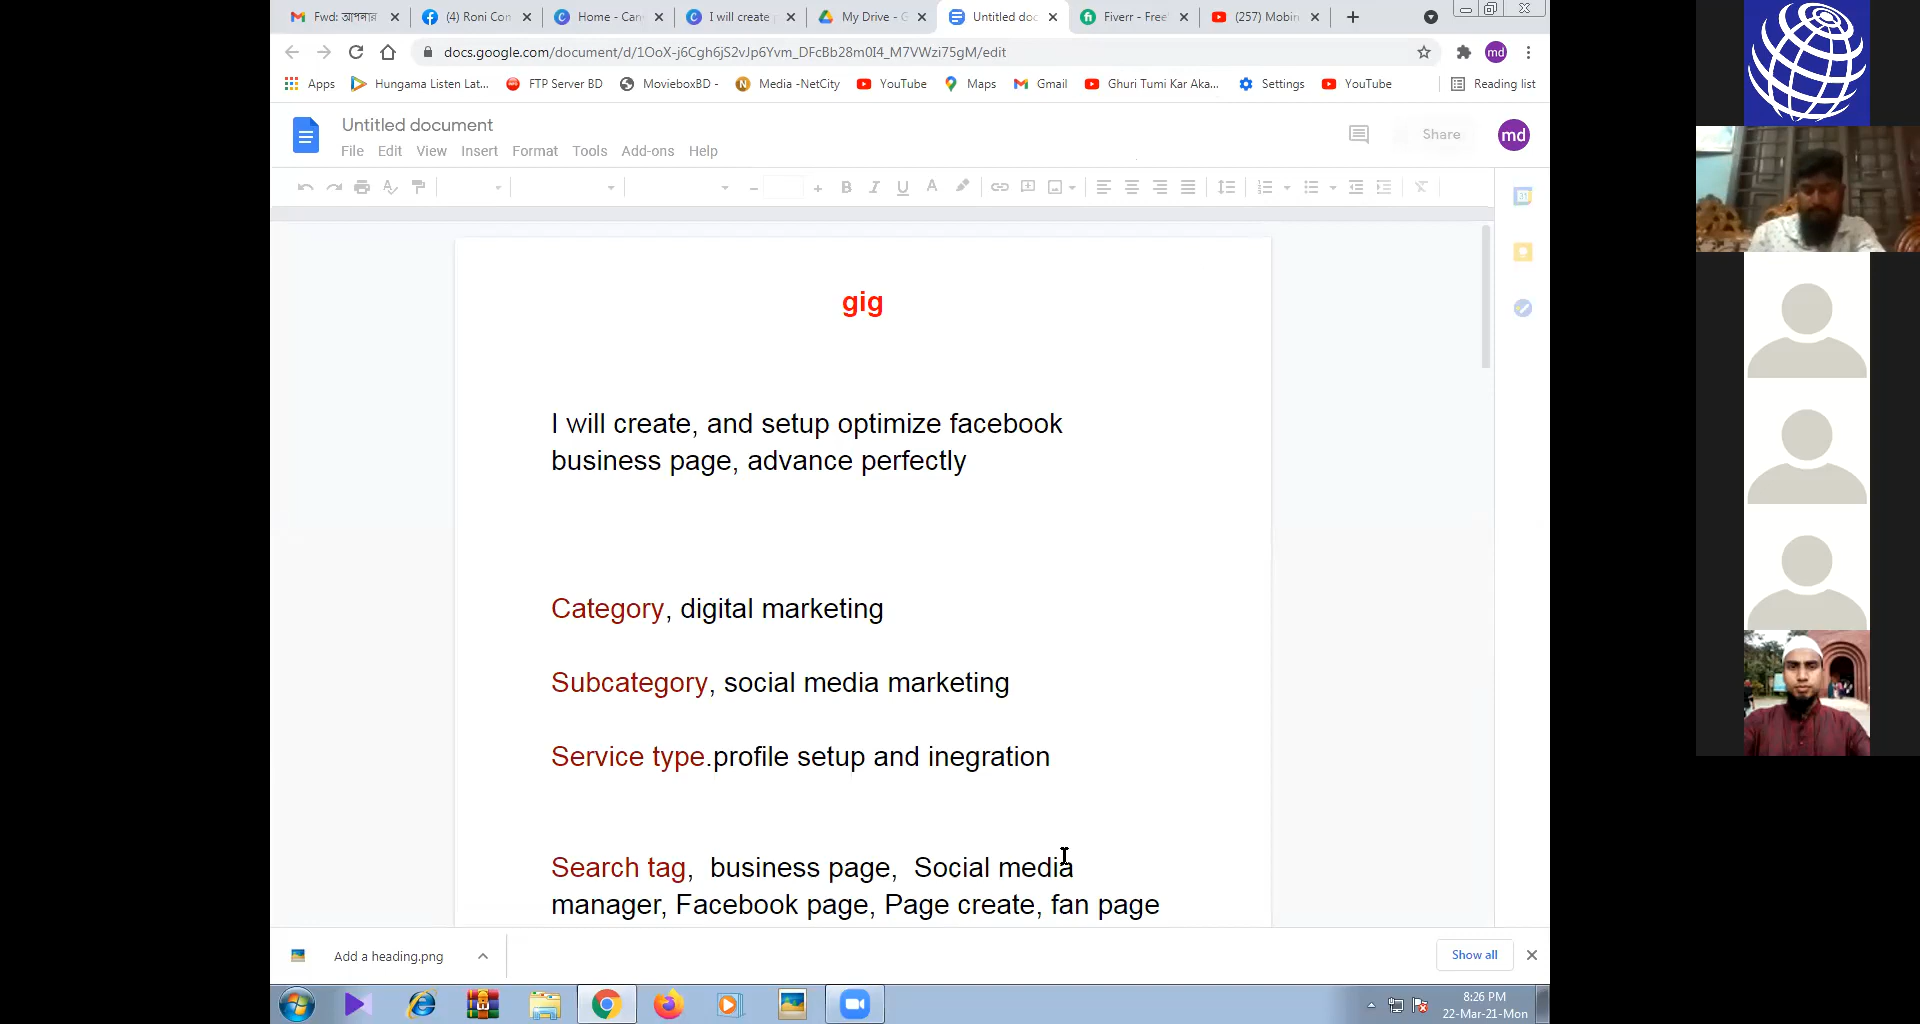 Fwd: আপনার
(4) Roni Con
Home - Can
I will create
My Drive - G
Untitled doc
Fiverr - Free
(257) Mobin
docs.google.com/document/d/1OoX-j6Cgh6jS2vJp6Yvm_DFcBb28m0I4_M7VWzi75gM/edit
md
Apps
Hungama Listen Lat...
FTP Server BD
MovieboxBD -
Media -NetCity
YouTube
Maps
Gmail
Ghuri Tumi Kar Aka...
Settings
YouTube
Reading list
Untitled document
File Edit View Insert Format Tools Add-ons Help
Share
md
gig
I will create, and setup optimize facebook
business page, advance perfectly
Category, digital marketing
Subcategory, social media marketing
Service type.profile setup and inegration
Search tag,  business page,  Social media
manager, Facebook page, Page create, fan page
Add a heading.png
Show all
8:26 PM
22-Mar-21-Mon